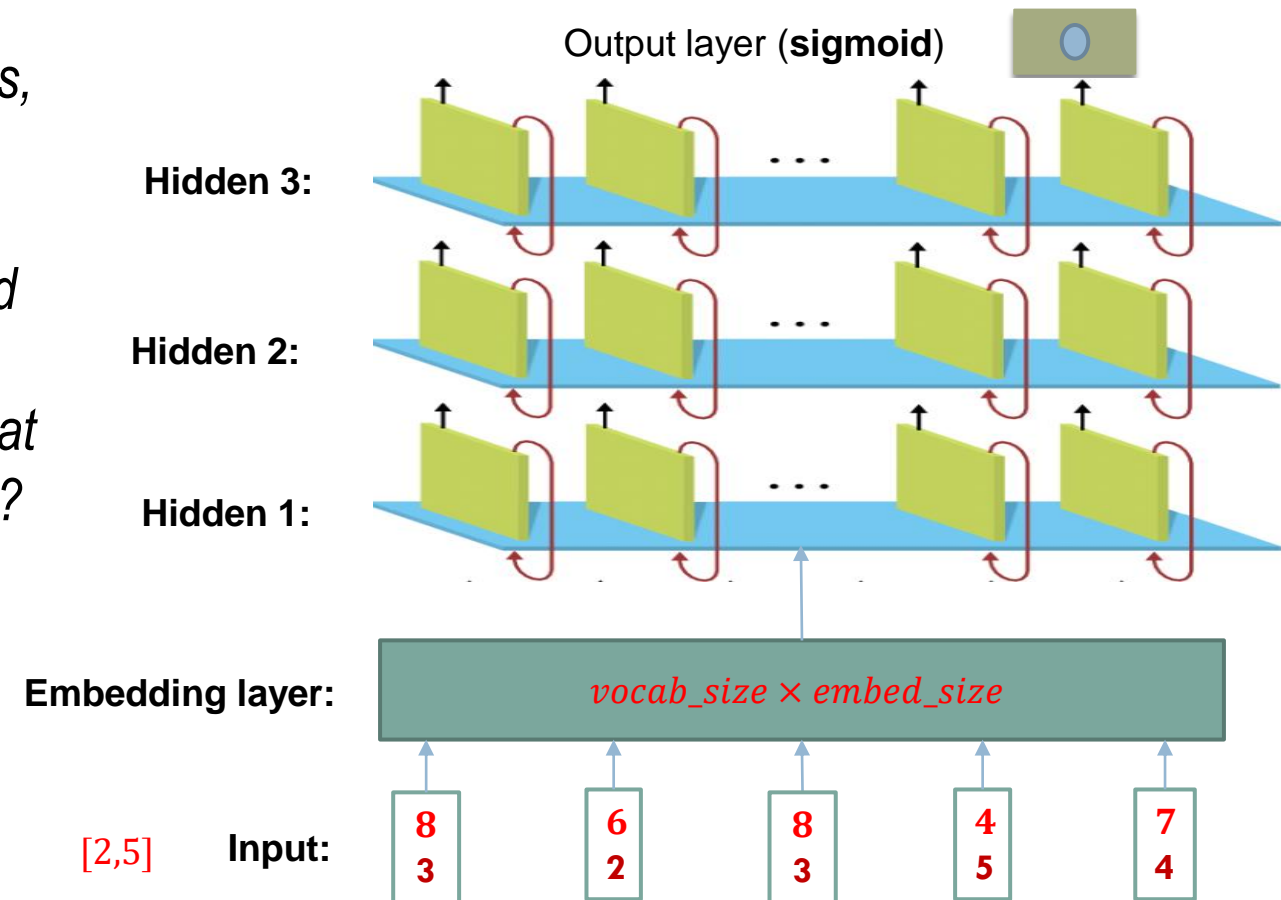 Output layer (sigmoid)
s,
Hidden 3:
. . .
d
Hidden 2:
. . .
at
?
Hidden 1:
. . .
Embedding layer:
vocab_size × embed_size
[2,5]
Input:
8 6 8 4 7
3 2 3 5 4